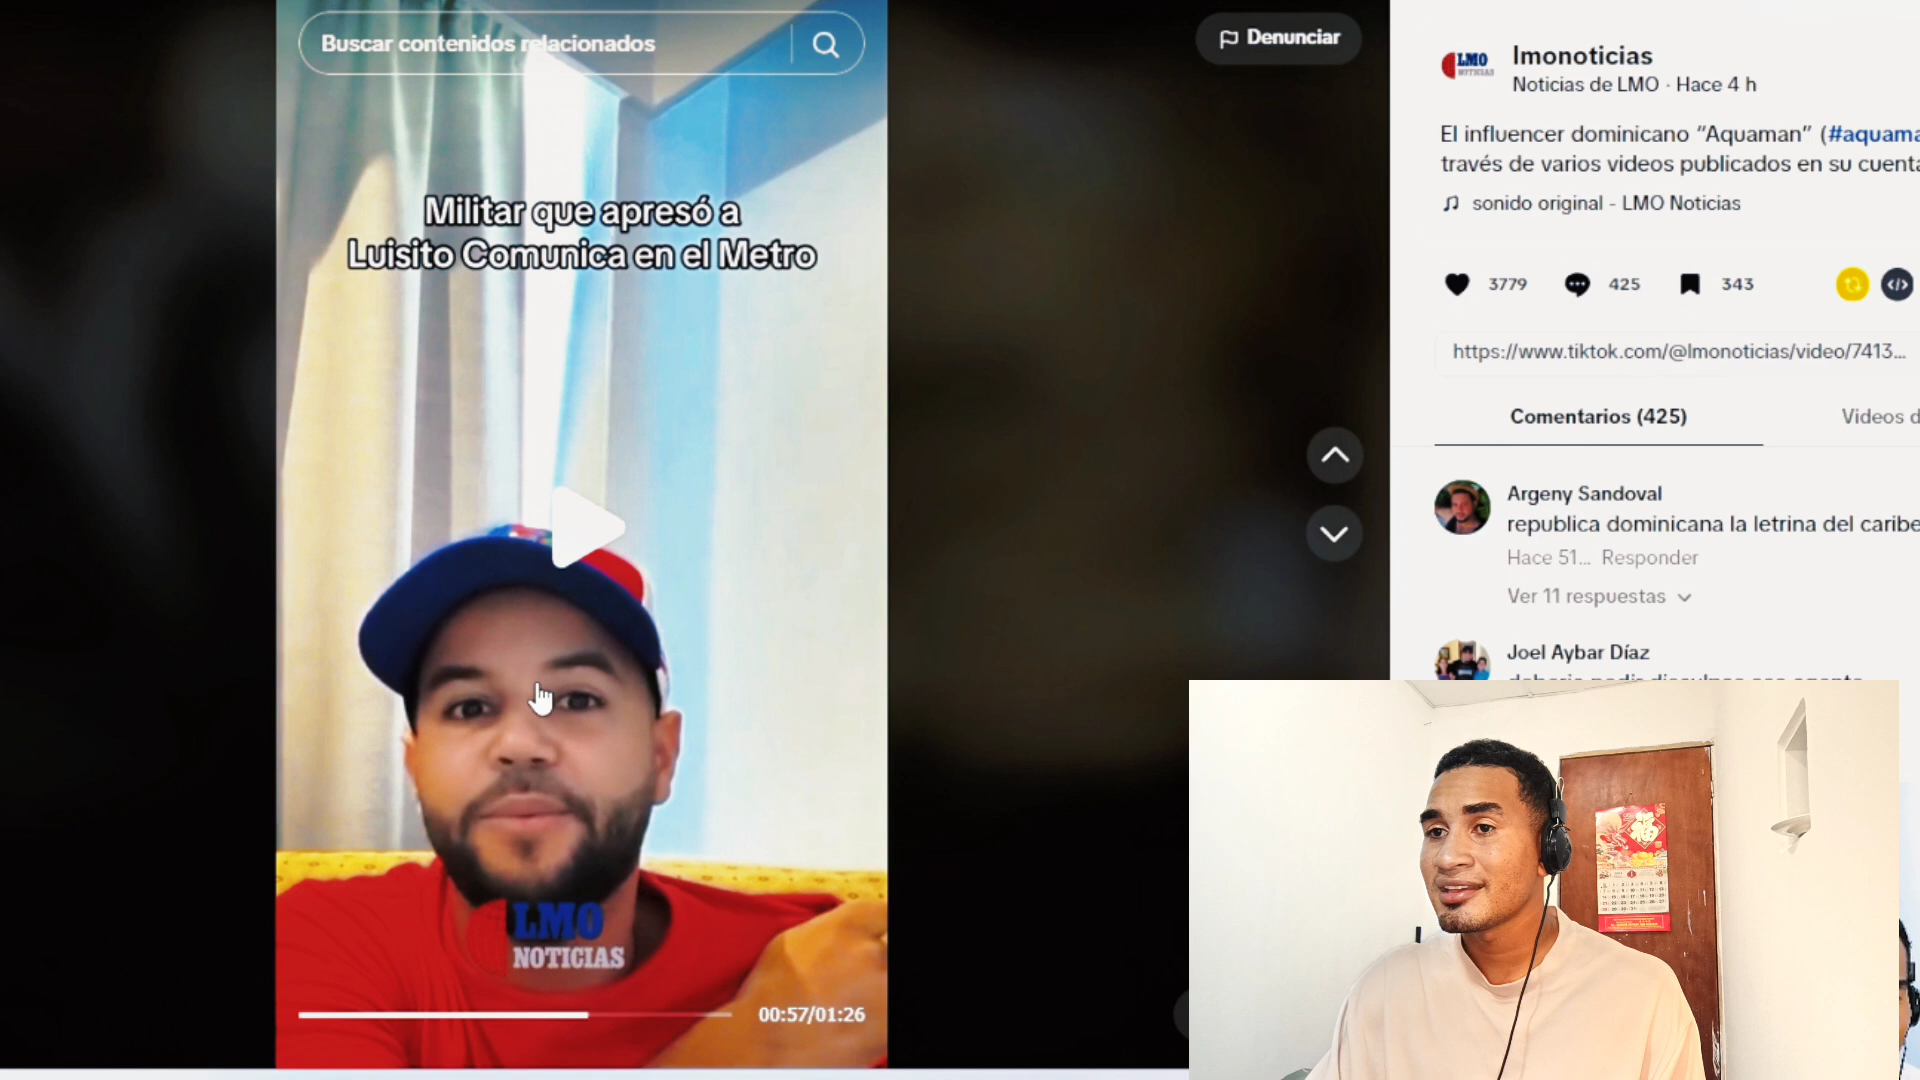 Buscar contenidos relacionados
Denunciar
Militar que apresó a
Luisito Comunica en el Metro
LMO
NOTICIAS
00:57/01:26
LMO
NOTICIAS
lmonoticias
Noticias de LMO · Hace 4 h
El influencer dominicano “Aquaman” (#aquama
través de varios videos publicados en su cuenta
sonido original - LMO Noticias
3779 425 343
https://www.tiktok.com/@lmonoticias/video/7413...
Comentarios (425) Videos d
Argeny Sandoval
republica dominicana la letrina del caribe
Hace 51... Responder
Ver 11 respuestas
Joel Aybar Díaz
福